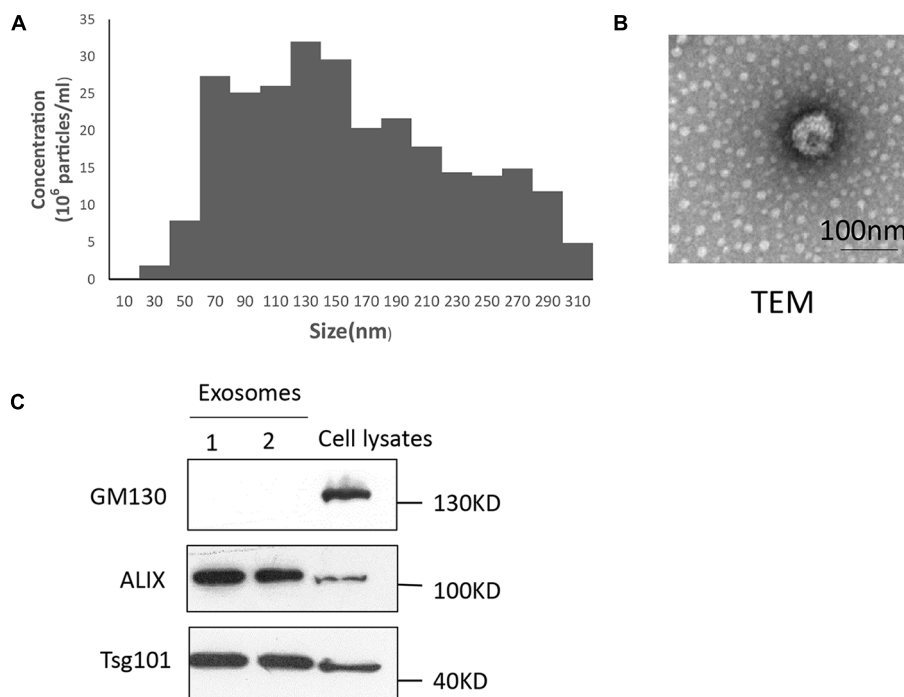 A
35
30
25
20
15
10
5
0
Concentration
(10⁶ particles/ml)
10 30 50 70 90 110 130 150 170 190 210 230 250 270 290 310
Size(nm)
B
100nm
TEM
C
Exosomes
1 2 Cell lysates
GM130 130KD
ALIX 100KD
Tsg101 40KD